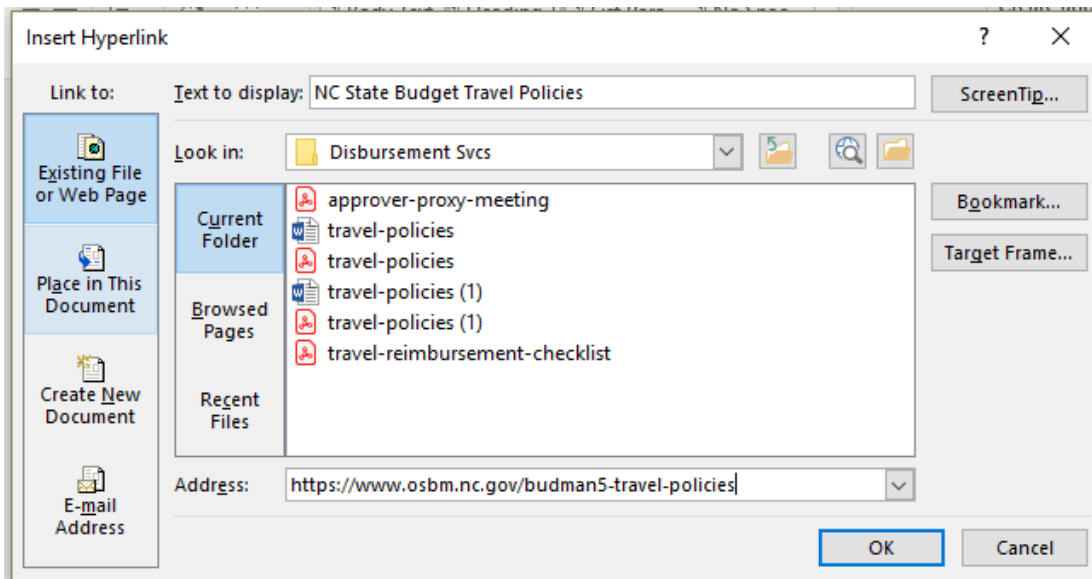 Insert Hyperlink
?
Link to:
Text to display:
NC State Budget Travel Policies
ScreenTip...
Existing File
or Web Page
Place in This
Document
Create New
Document
E-mail
Address
Look in:
Disbursement Svcs
Current
Folder
Browsed
Pages
Recent
Files
approver-proxy-meeting
travel-policies
travel-policies
travel-policies (1)
travel-policies (1)
travel-reimbursement-checklist
Bookmark...
Target Frame...
Address:
https://www.osbm.nc.gov/budman5-travel-policies
OK
Cancel